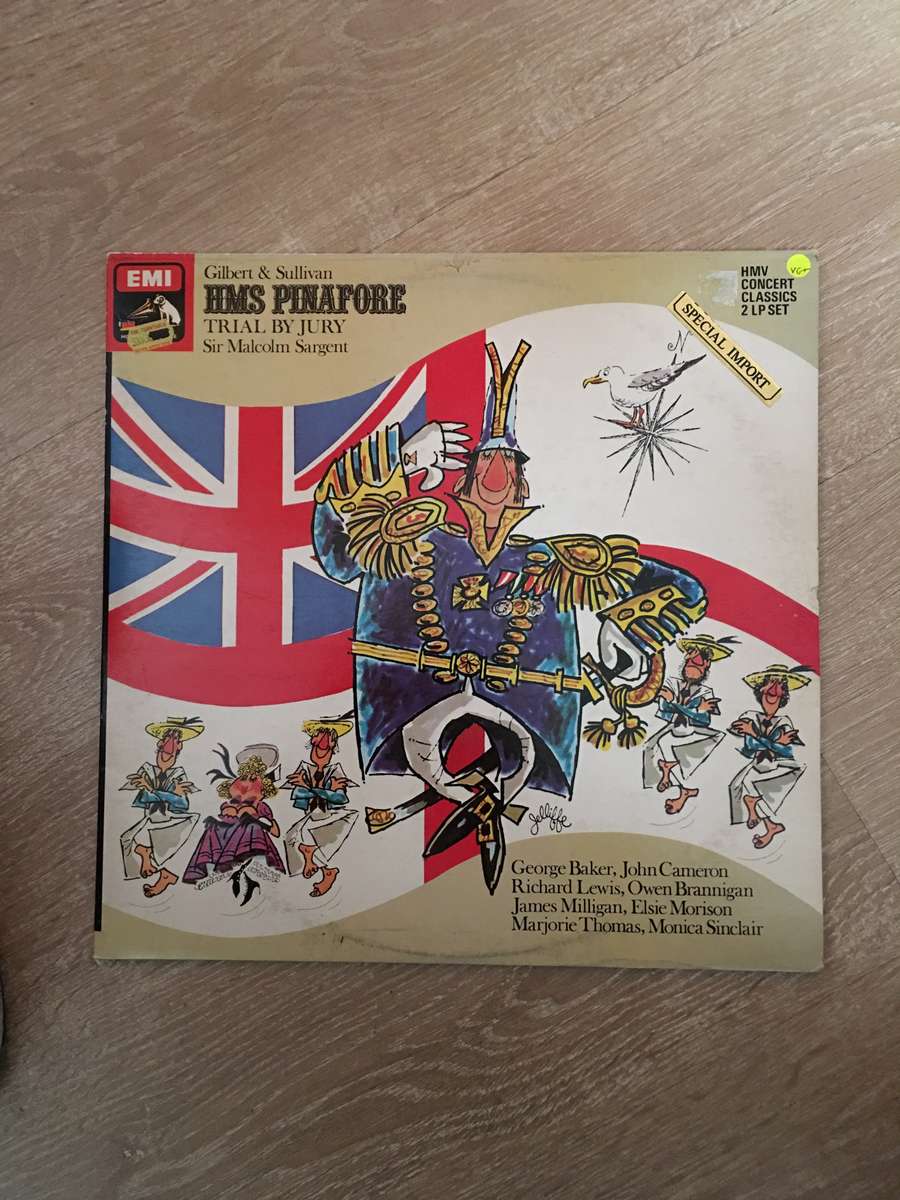 EMI
Gilbert & Sullivan
HMS PINAFORE
TRIAL BY JURY
Sir Malcolm Sargent
HMV
CONCERT
CLASSICS
2 LP SET
VG+
SPECIAL IMPORT
N
Jelliffe
George Baker, John Cameron
Richard Lewis, Owen Brannigan
James Milligan, Elsie Morison
Marjorie Thomas, Monica Sinclair